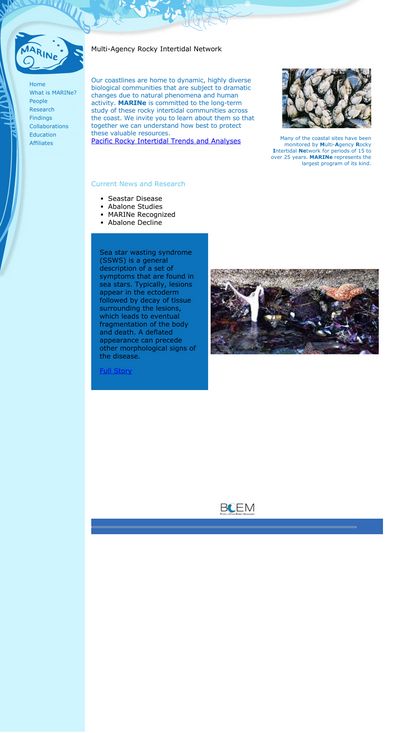 MARINe
Multi-Agency Rocky Intertidal Network
Home
What is MARINe?
People
Research
Findings
Collaborations
Education
Affiliates
Our coastlines are home to dynamic, highly diverse
biological communities that are subject to dramatic
changes due to natural phenomena and human
activity. MARINe is committed to the long-term
study of these rocky intertidal communities across
the coast. We invite you to learn about them so that
together we can understand how best to protect
these valuable resources.
Pacific Rocky Intertidal Trends and Analyses
Many of the coastal sites have been
monitored by Multi-Agency Rocky
Intertidal Network for periods of 15 to
over 25 years. MARINe represents the
largest program of its kind.
Current News and Research
Seastar Disease
Abalone Studies
MARINe Recognized
Abalone Decline
Sea star wasting syndrome
(SSWS) is a general
description of a set of
symptoms that are found in
sea stars. Typically, lesions
appear in the ectoderm
followed by decay of tissue
surrounding the lesions,
which leads to eventual
fragmentation of the body
and death. A deflated
appearance can precede
other morphological signs of
the disease.
Full Story